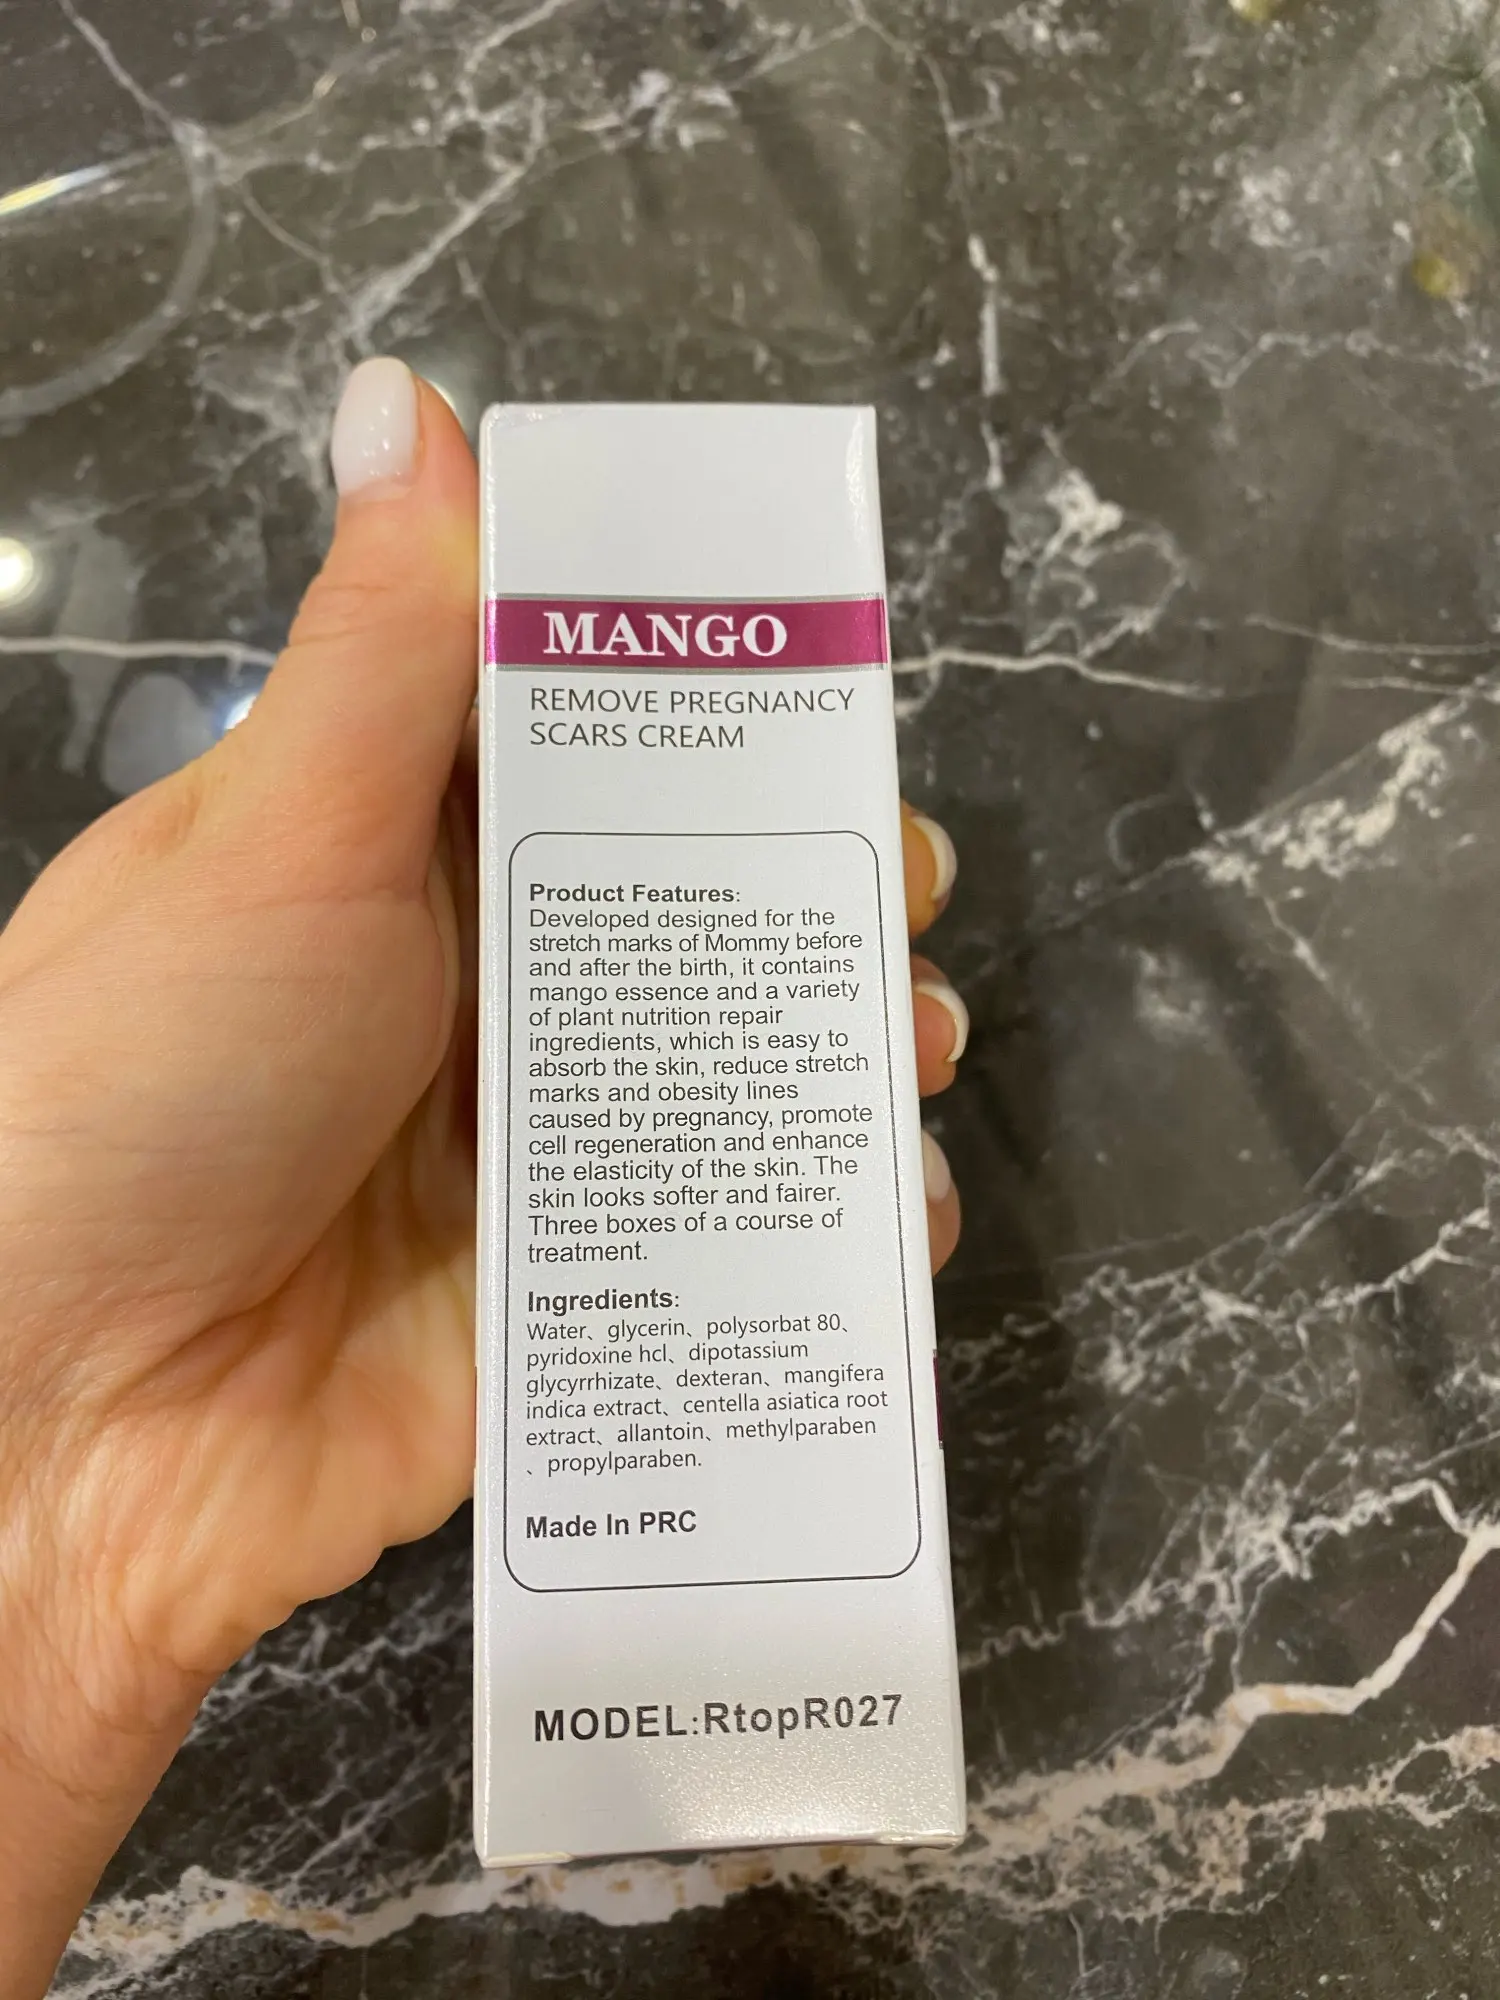 MANGO
REMOVE PREGNANCY
SCARS CREAM
Product Features:
Developed designed for the
stretch marks of Mommy before
and after the birth, it contains
mango essence and a variety
of plant nutrition repair
ingredients, which is easy to
absorb the skin, reduce stretch
marks and obesity lines
caused by pregnancy, promote
cell regeneration and enhance
the elasticity of the skin. The
skin looks softer and fairer.
Three boxes of a course of
treatment.
Ingredients:
Water、glycerin、polysorbat 80、
pyridoxine hcl、dipotassium
glycyrrhizate、dexteran、mangifera
indica extract、centella asiatica root
extract、allantoin、methylparaben
、propylparaben.
Made In PRC
MODEL:RtopR027